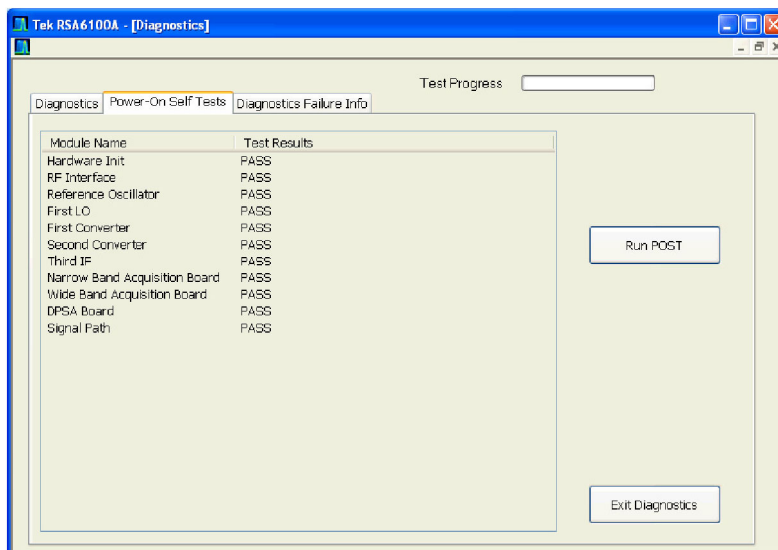 Tek RSA6100A - [Diagnostics]
Test Progress
Diagnostics Power-On Self Tests Diagnostics Failure Info
Module Name Test Results
Hardware Init PASS
RF Interface PASS
Reference Oscillator PASS
First LO PASS
First Converter PASS
Second Converter PASS
Third IF PASS
Narrow Band Acquisition Board PASS
Wide Band Acquisition Board PASS
DPSA Board PASS
Signal Path PASS
Run POST
Exit Diagnostics